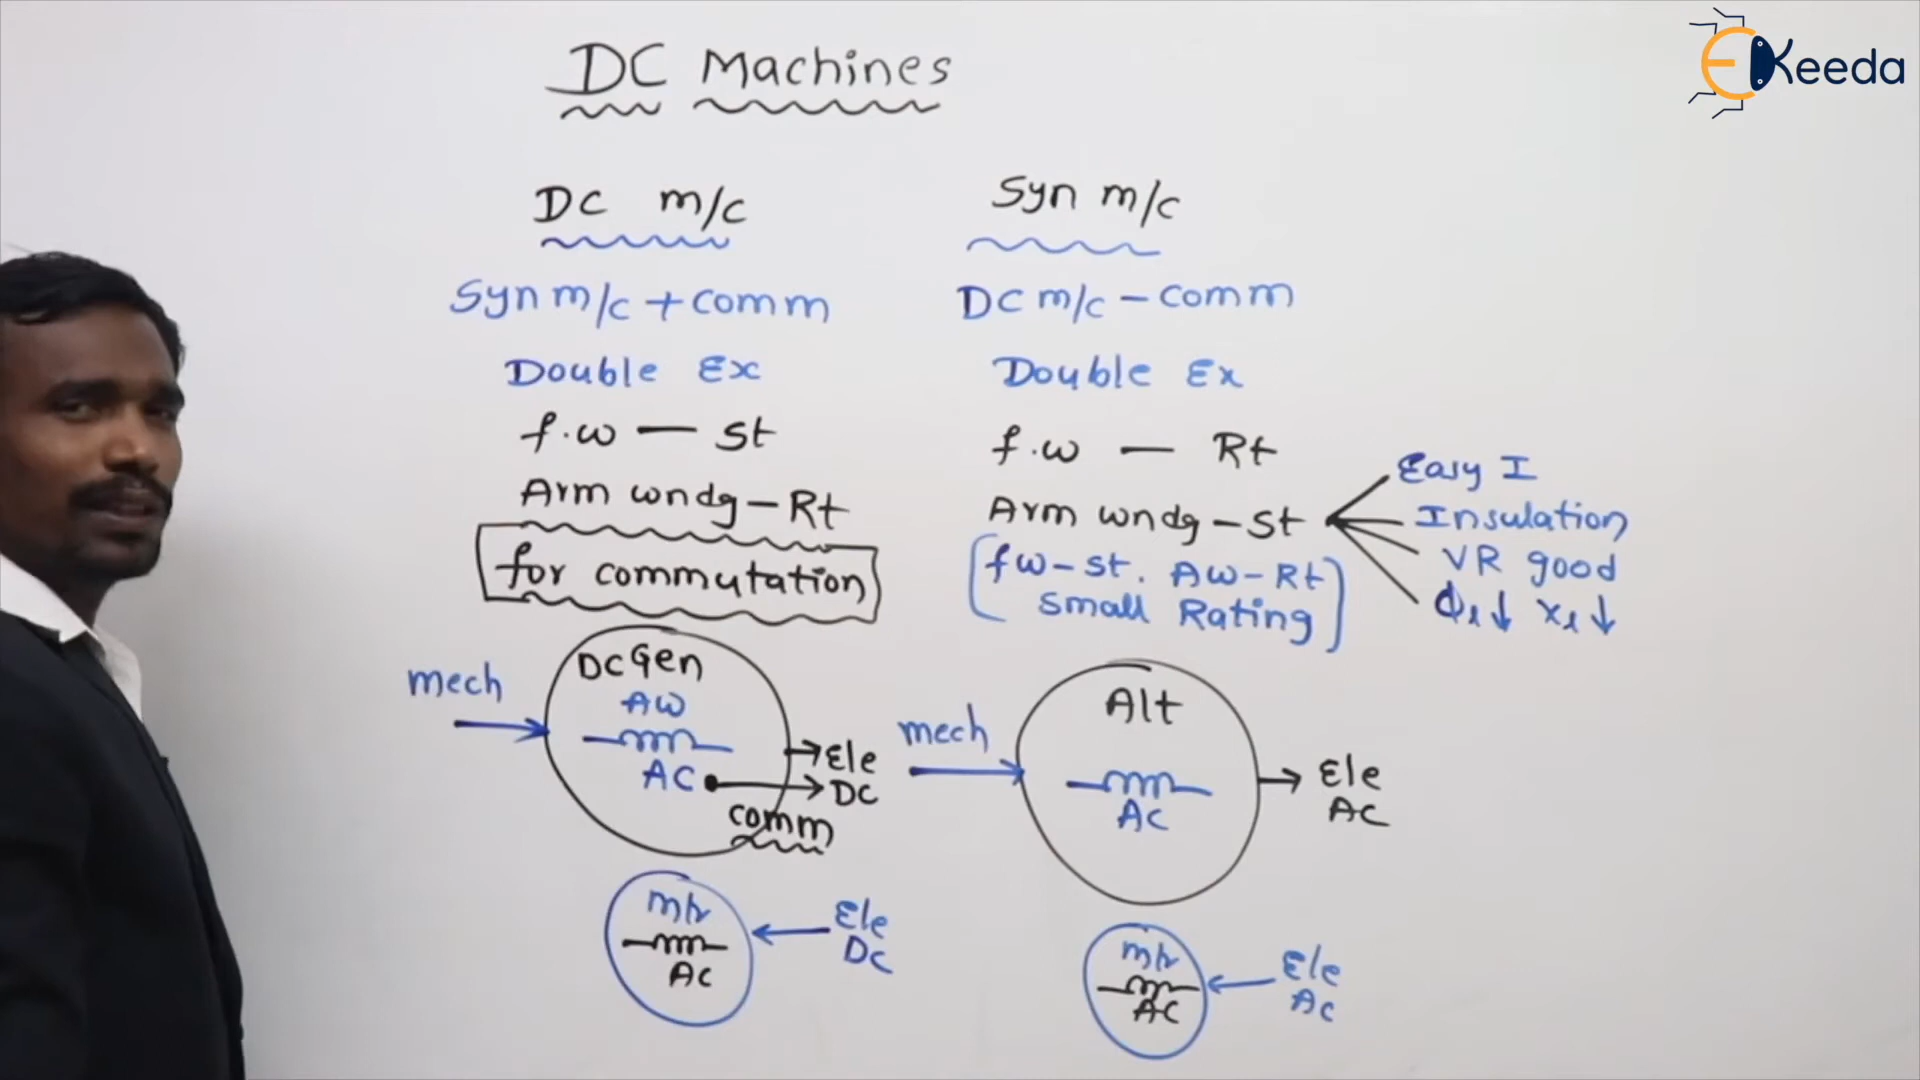 DC Machines
EKeeda
DC m/c
Syn m/c + comm
Double Ex
f.w — St
Arm wndg - Rt
for commutation
Syn m/c
DC m/c - comm
Double Ex
f.w — Rt
Arm wndg - St
[fw - st. AW - Rt
small Rating]
Easy I
Insulation
VR good
Φl↓ xl↓
mech
DC Gen
AW
AC
Ele
DC
comm
mech
Alt
AC
Ele
AC
mtr
AC
Ele
DC
mtr
AC
Ele
AC